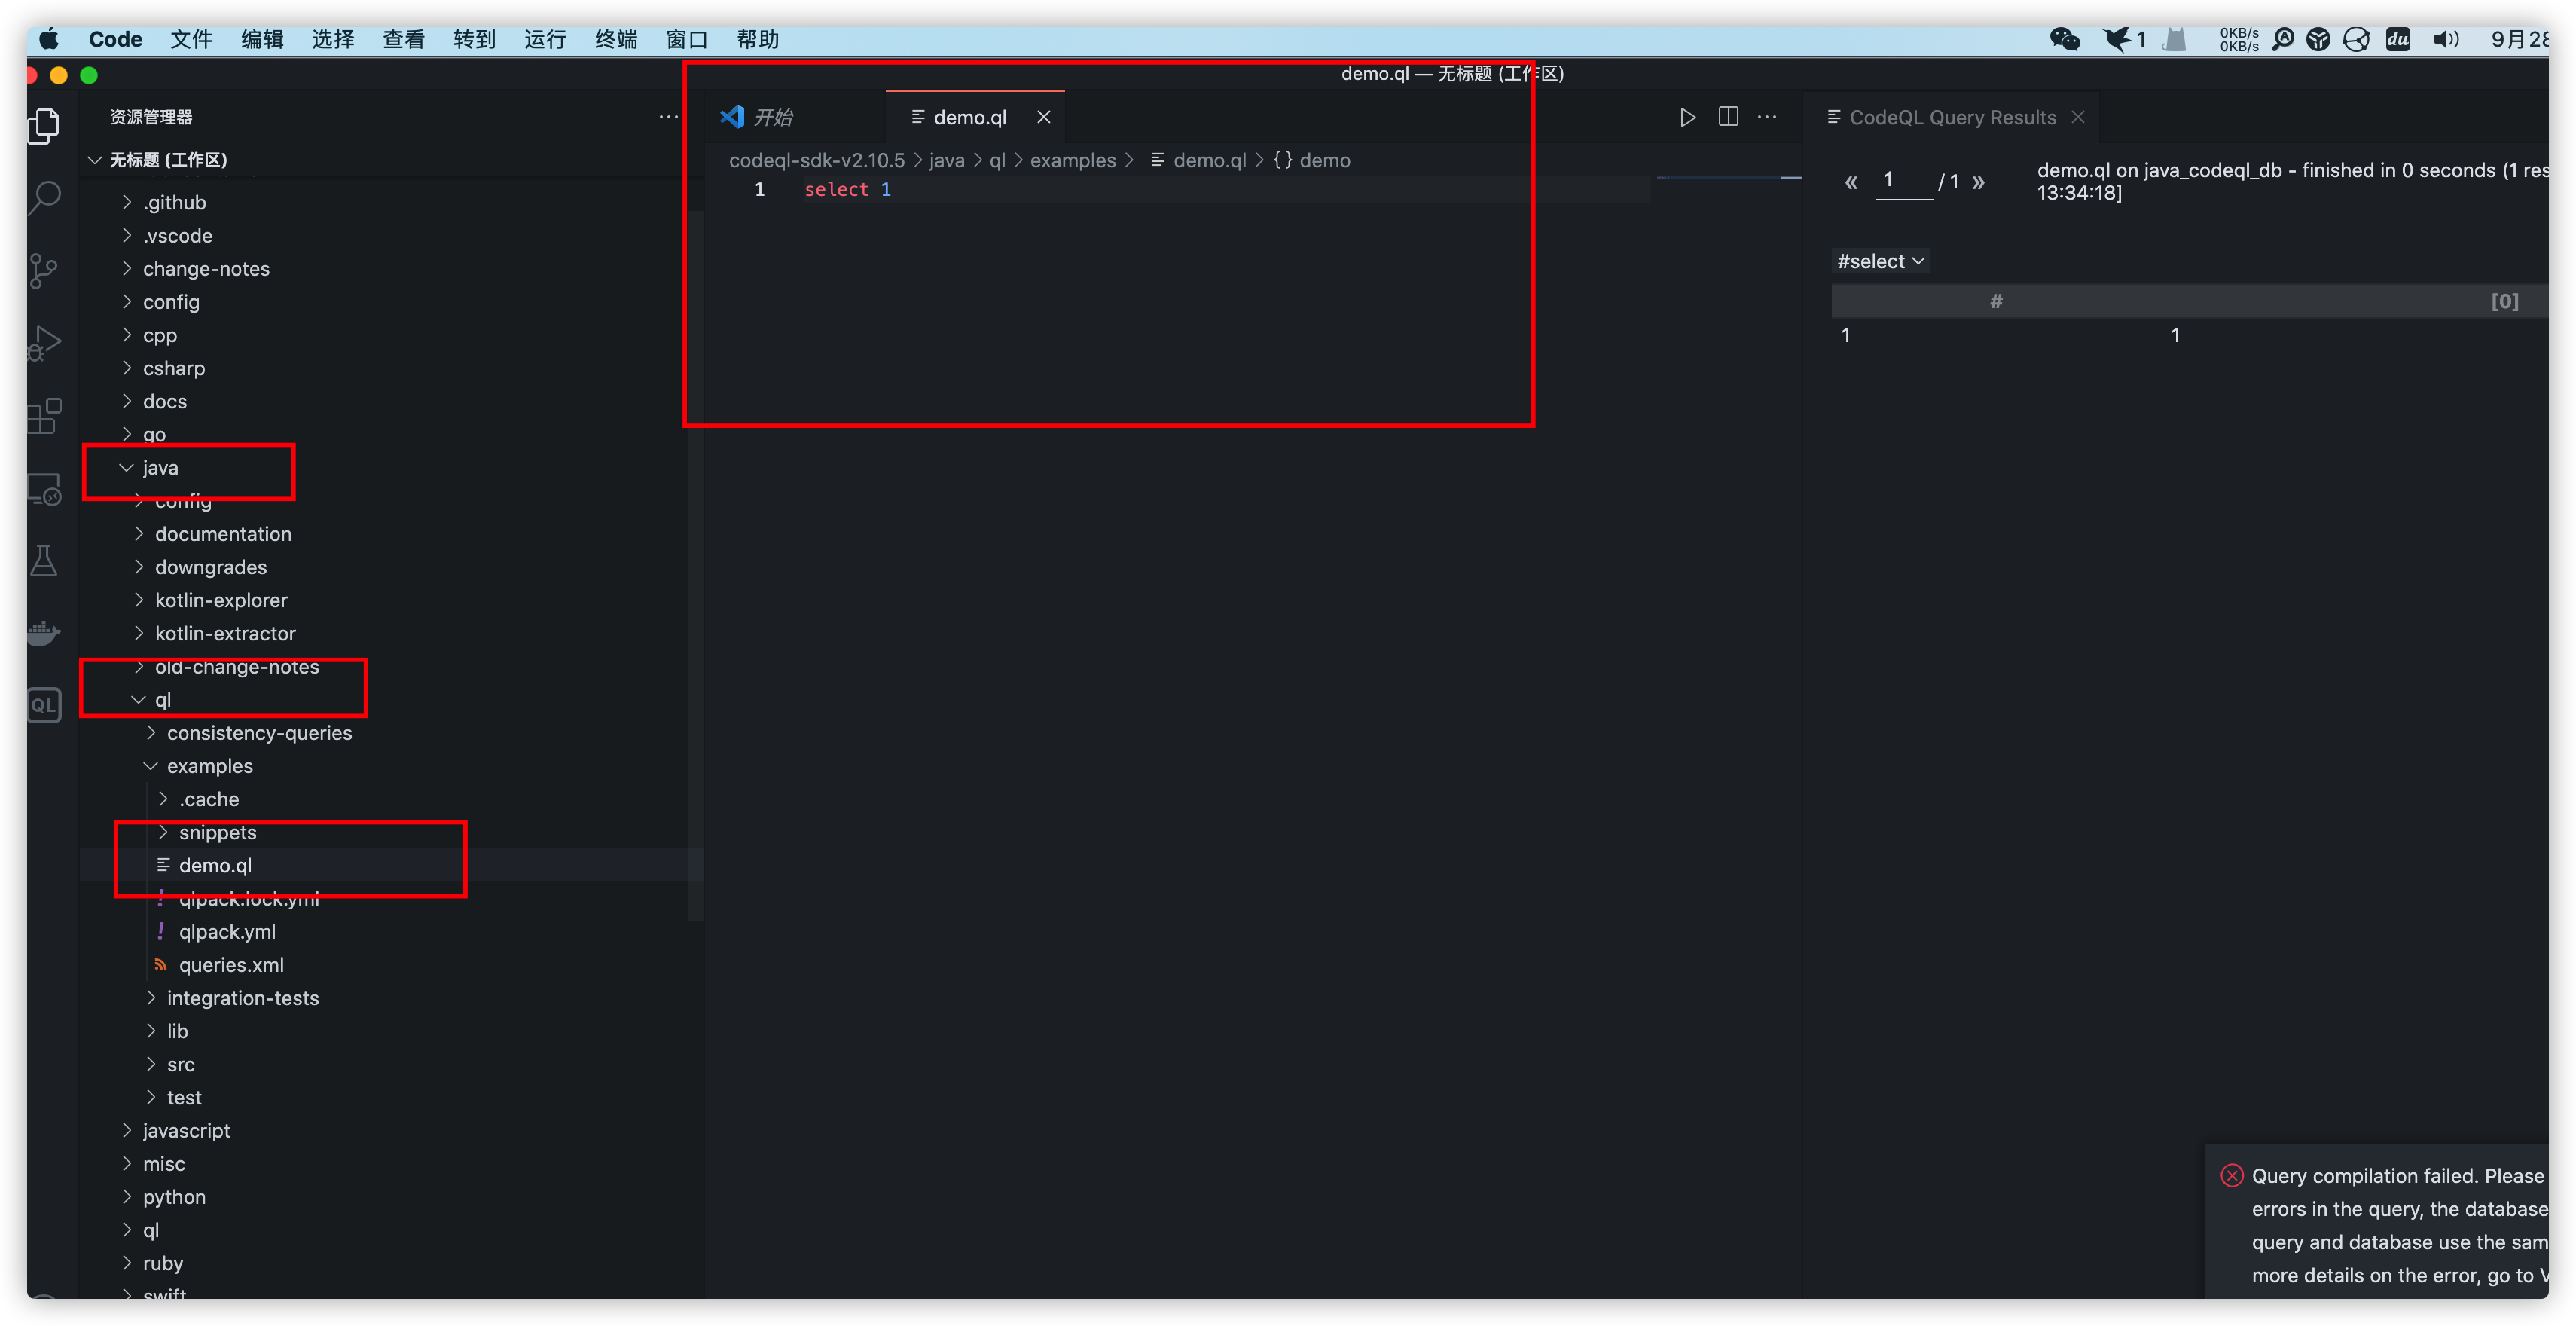 Code 文件 编辑 选择 查看 转到 运行 终端 窗口 帮助 1 0KB/s 0KB/s du 9月28
demo.ql — 无标题 (工作区)
资源管理器
无标题 (工作区)
.github
.vscode
change-notes
config
cpp
csharp
docs
go
java
config
documentation
downgrades
kotlin-explorer
kotlin-extractor
old-change-notes
ql
consistency-queries
examples
.cache
snippets
demo.ql
qlpack.lock.yml
qlpack.yml
queries.xml
integration-tests
lib
src
test
javascript
misc
python
ql
ruby
swift
QL
开始 demo.ql
codeql-sdk-v2.10.5 > java > ql > examples > demo.ql > {} demo
1 select 1
CodeQL Query Results
« 1 / 1 »
demo.ql on java_codeql_db - finished in 0 seconds (1 res
13:34:18]
#select
# [0]
1 1
Query compilation failed. Please
errors in the query, the database
query and database use the sam
more details on the error, go to V